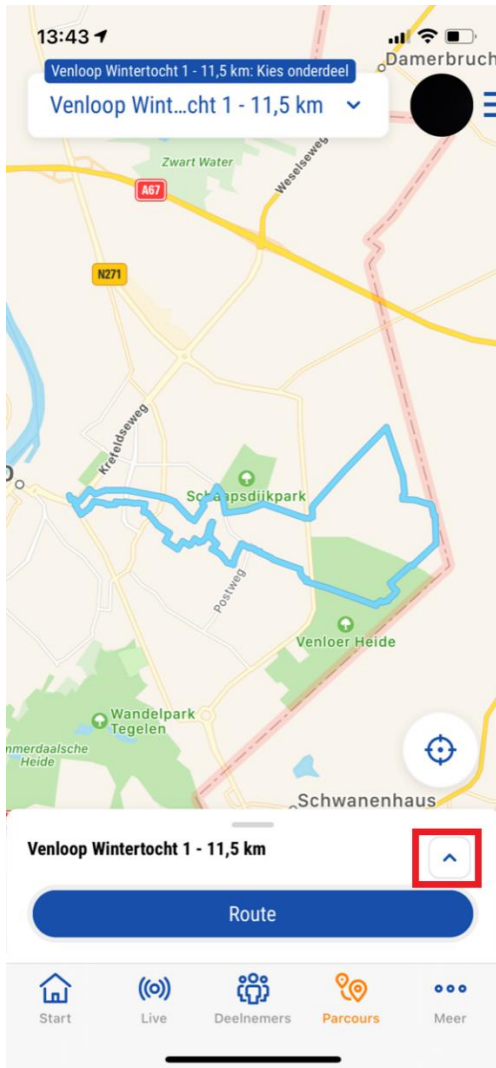 13:43
Damerbruch
Venloop Wintertocht 1 - 11,5 km: Kies onderdeel
Venloop Wint...cht 1 - 11,5 km
Zwart Water
Weselseweg
A67
N271
Krefeldseweg
Schaapsdijkpark
Postweg
Venloer Heide
Wandelpark
Tegelen
mmerdaalsche
Heide
Schwanenhaus
Venloop Wintertocht 1 - 11,5 km
Route
Start
Live
Deelnemers
Parcours
Meer